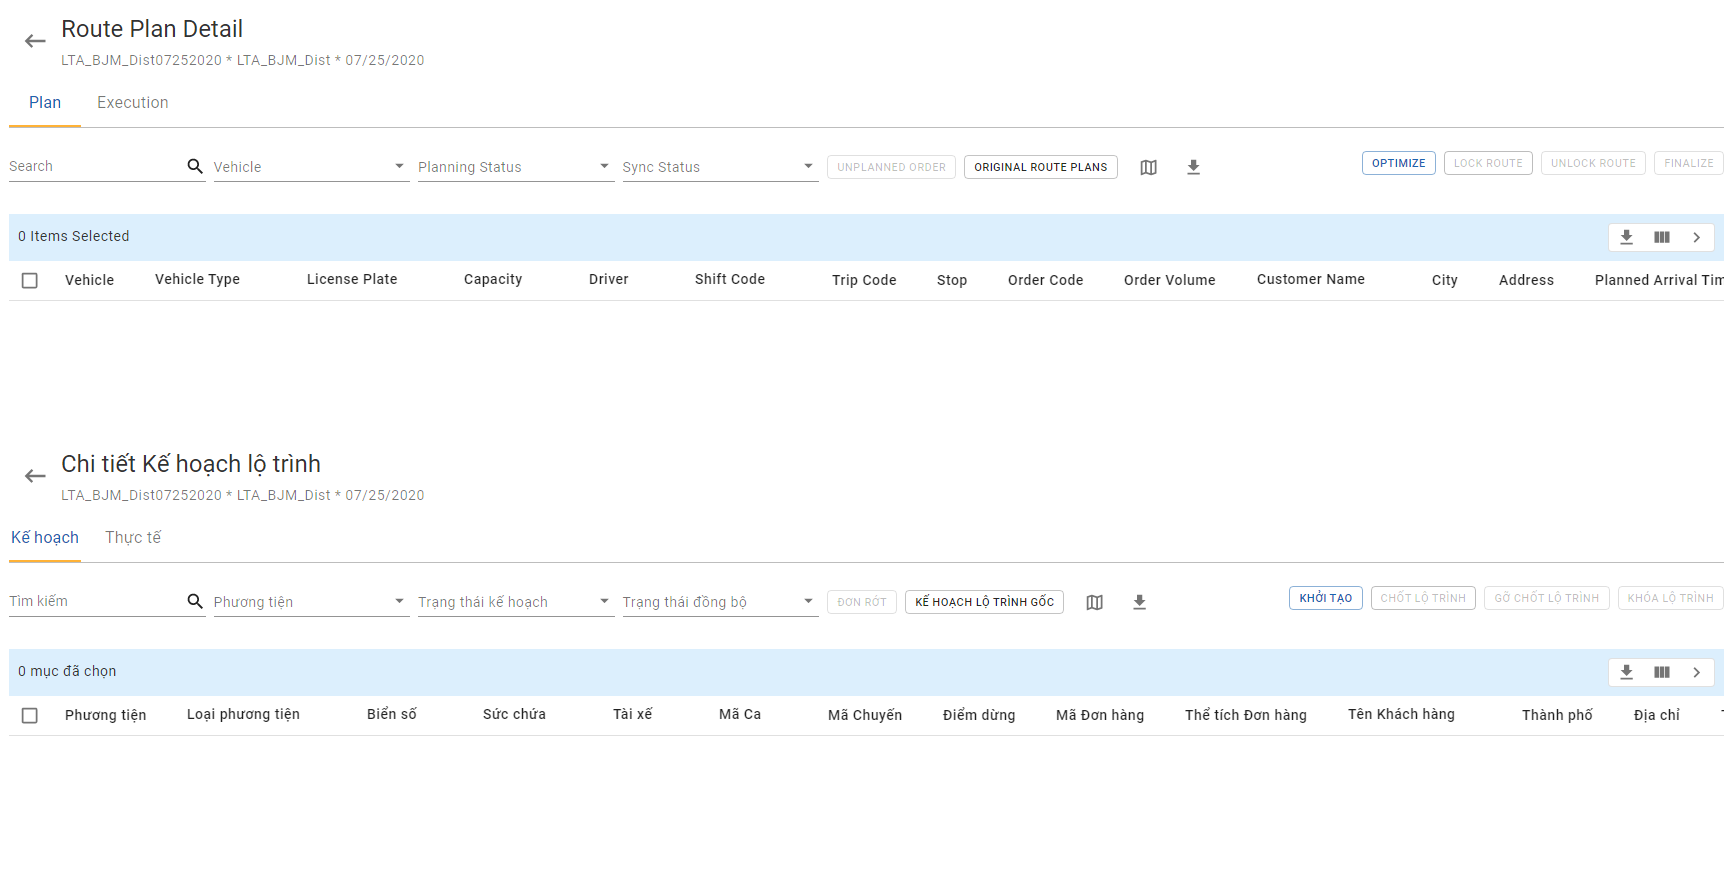 Route Plan Detail
LTA_BJM_Dist07252020 * LTA_BJM_Dist * 07/25/2020
Plan Execution
Search Vehicle Planning Status Sync Status UNPLANNED ORDER ORIGINAL ROUTE PLANS OPTIMIZE LOCK ROUTE UNLOCK ROUTE FINALIZE
0 Items Selected
Vehicle Vehicle Type License Plate Capacity Driver Shift Code Trip Code Stop Order Code Order Volume Customer Name City Address Planned Arrival Tim
Chi tiết Kế hoạch lộ trình
LTA_BJM_Dist07252020 * LTA_BJM_Dist * 07/25/2020
Kế hoạch Thực tế
Tìm kiếm Phương tiện Trạng thái kế hoạch Trạng thái đồng bộ ĐƠN RỚT KẾ HOẠCH LỘ TRÌNH GỐC KHỞI TẠO CHỐT LỘ TRÌNH GỠ CHỐT LỘ TRÌNH KHÓA LỘ TRÌNH
0 mục đã chọn
Phương tiện Loại phương tiện Biển số Sức chứa Tài xế Mã Ca Mã Chuyến Điểm dừng Mã Đơn hàng Thể tích Đơn hàng Tên Khách hàng Thành phố Địa chỉ